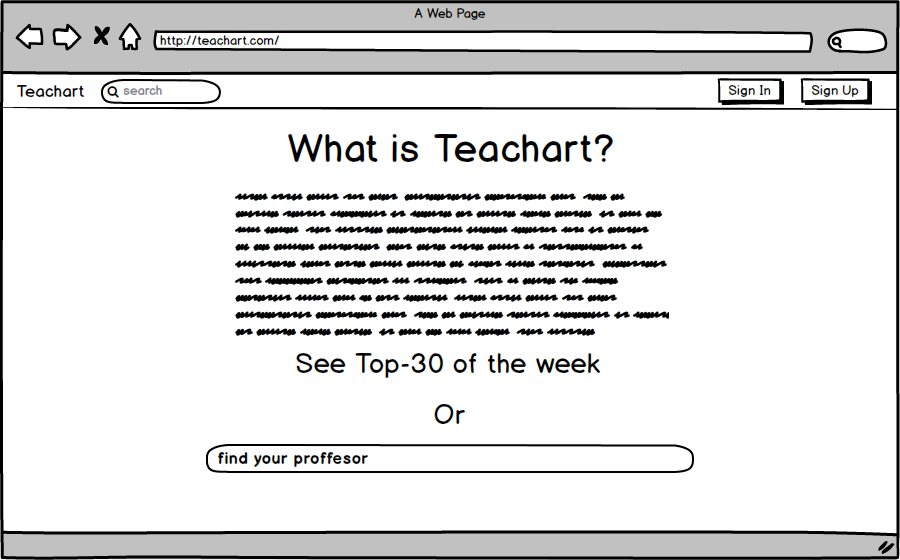 A Web Page
http://teachart.com/
Teachart
search
Sign In
Sign Up
What is Teachart?
See Top-30 of the week
Or
find your proffesor